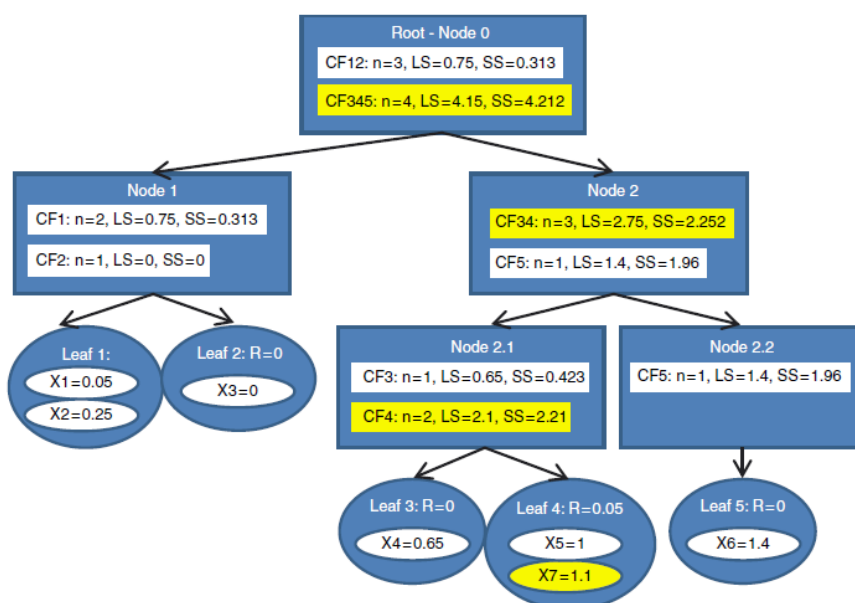 Root - Node 0
CF12: n=3, LS=0.75, SS=0.313
CF345: n=4, LS=4.15, SS=4.212
Node 1
CF1: n=2, LS=0.75, SS=0.313
CF2: n=1, LS=0, SS=0
Node 2
CF34: n=3, LS=2.75, SS=2.252
CF5: n=1, LS=1.4, SS=1.96
Leaf 1:
X1=0.05
X2=0.25
Leaf 2: R=0
X3=0
Node 2.1
CF3: n=1, LS=0.65, SS=0.423
CF4: n=2, LS=2.1, SS=2.21
Node 2.2
CF5: n=1, LS=1.4, SS=1.96
Leaf 3: R=0
X4=0.65
Leaf 4: R=0.05
X5=1
X7=1.1
Leaf 5: R=0
X6=1.4